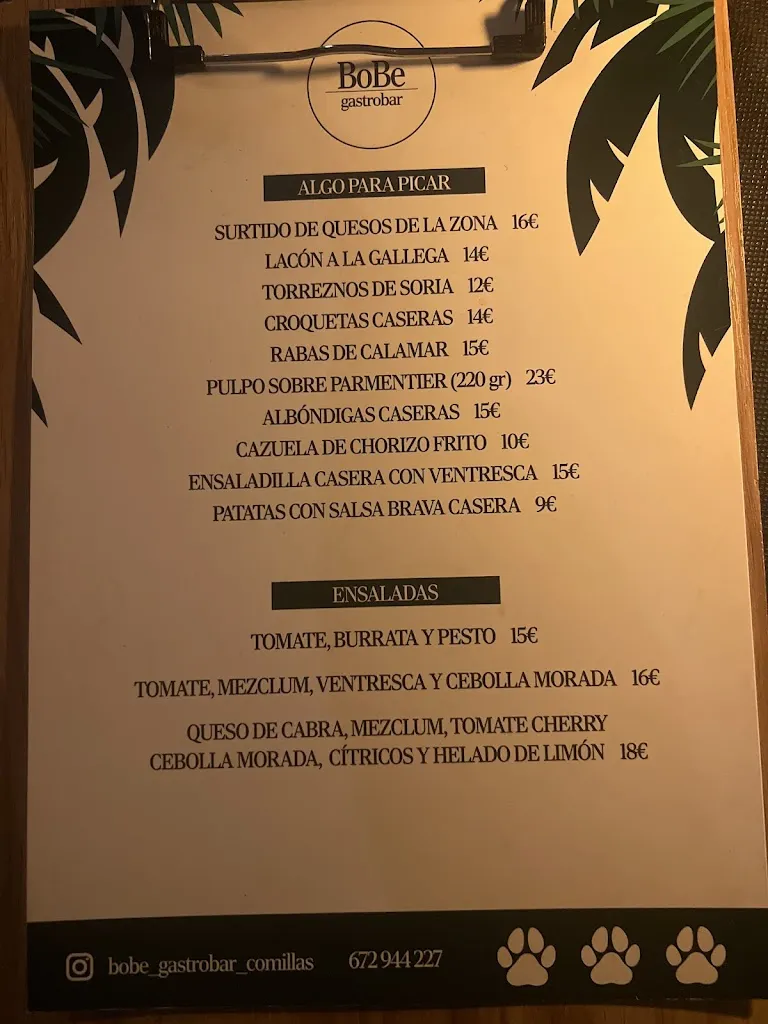 BoBe
gastrobar
ALGO PARA PICAR
SURTIDO DE QUESOS DE LA ZONA 16€
LACÓN A LA GALLEGA 14€
TORREZNOS DE SORIA 12€
CROQUETAS CASERAS 14€
RABAS DE CALAMAR 15€
PULPO SOBRE PARMENTIER (220 gr) 23€
ALBÓNDIGAS CASERAS 15€
CAZUELA DE CHORIZO FRITO 10€
ENSALADILLA CASERA CON VENTRESCA 15€
PATATAS CON SALSA BRAVA CASERA 9€
ENSALADAS
TOMATE, BURRATA Y PESTO 15€
TOMATE, MEZCLUM, VENTRESCA Y CEBOLLA MORADA 16€
QUESO DE CABRA, MEZCLUM, TOMATE CHERRY
CEBOLLA MORADA, CÍTRICOS Y HELADO DE LIMÓN 18€
bobe_gastrobar_comillas 672 944 227